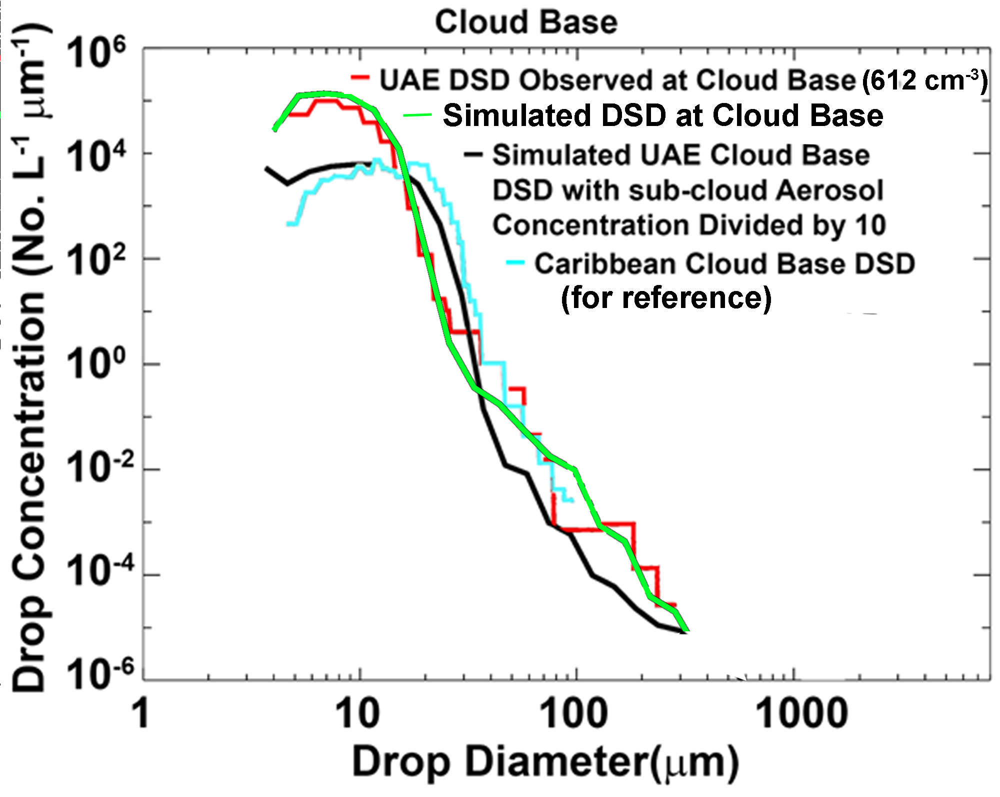 Cloud Base
Drop Concentration (No. L⁻¹ μm⁻¹)
10⁶
10⁴
10²
10⁰
10⁻²
10⁻⁴
10⁻⁶
UAE DSD Observed at Cloud Base (612 cm⁻³)
Simulated DSD at Cloud Base
Simulated UAE Cloud Base
DSD with sub-cloud Aerosol
Concentration Divided by 10
Caribbean Cloud Base DSD
(for reference)
1 10 100 1000
Drop Diameter(μm)